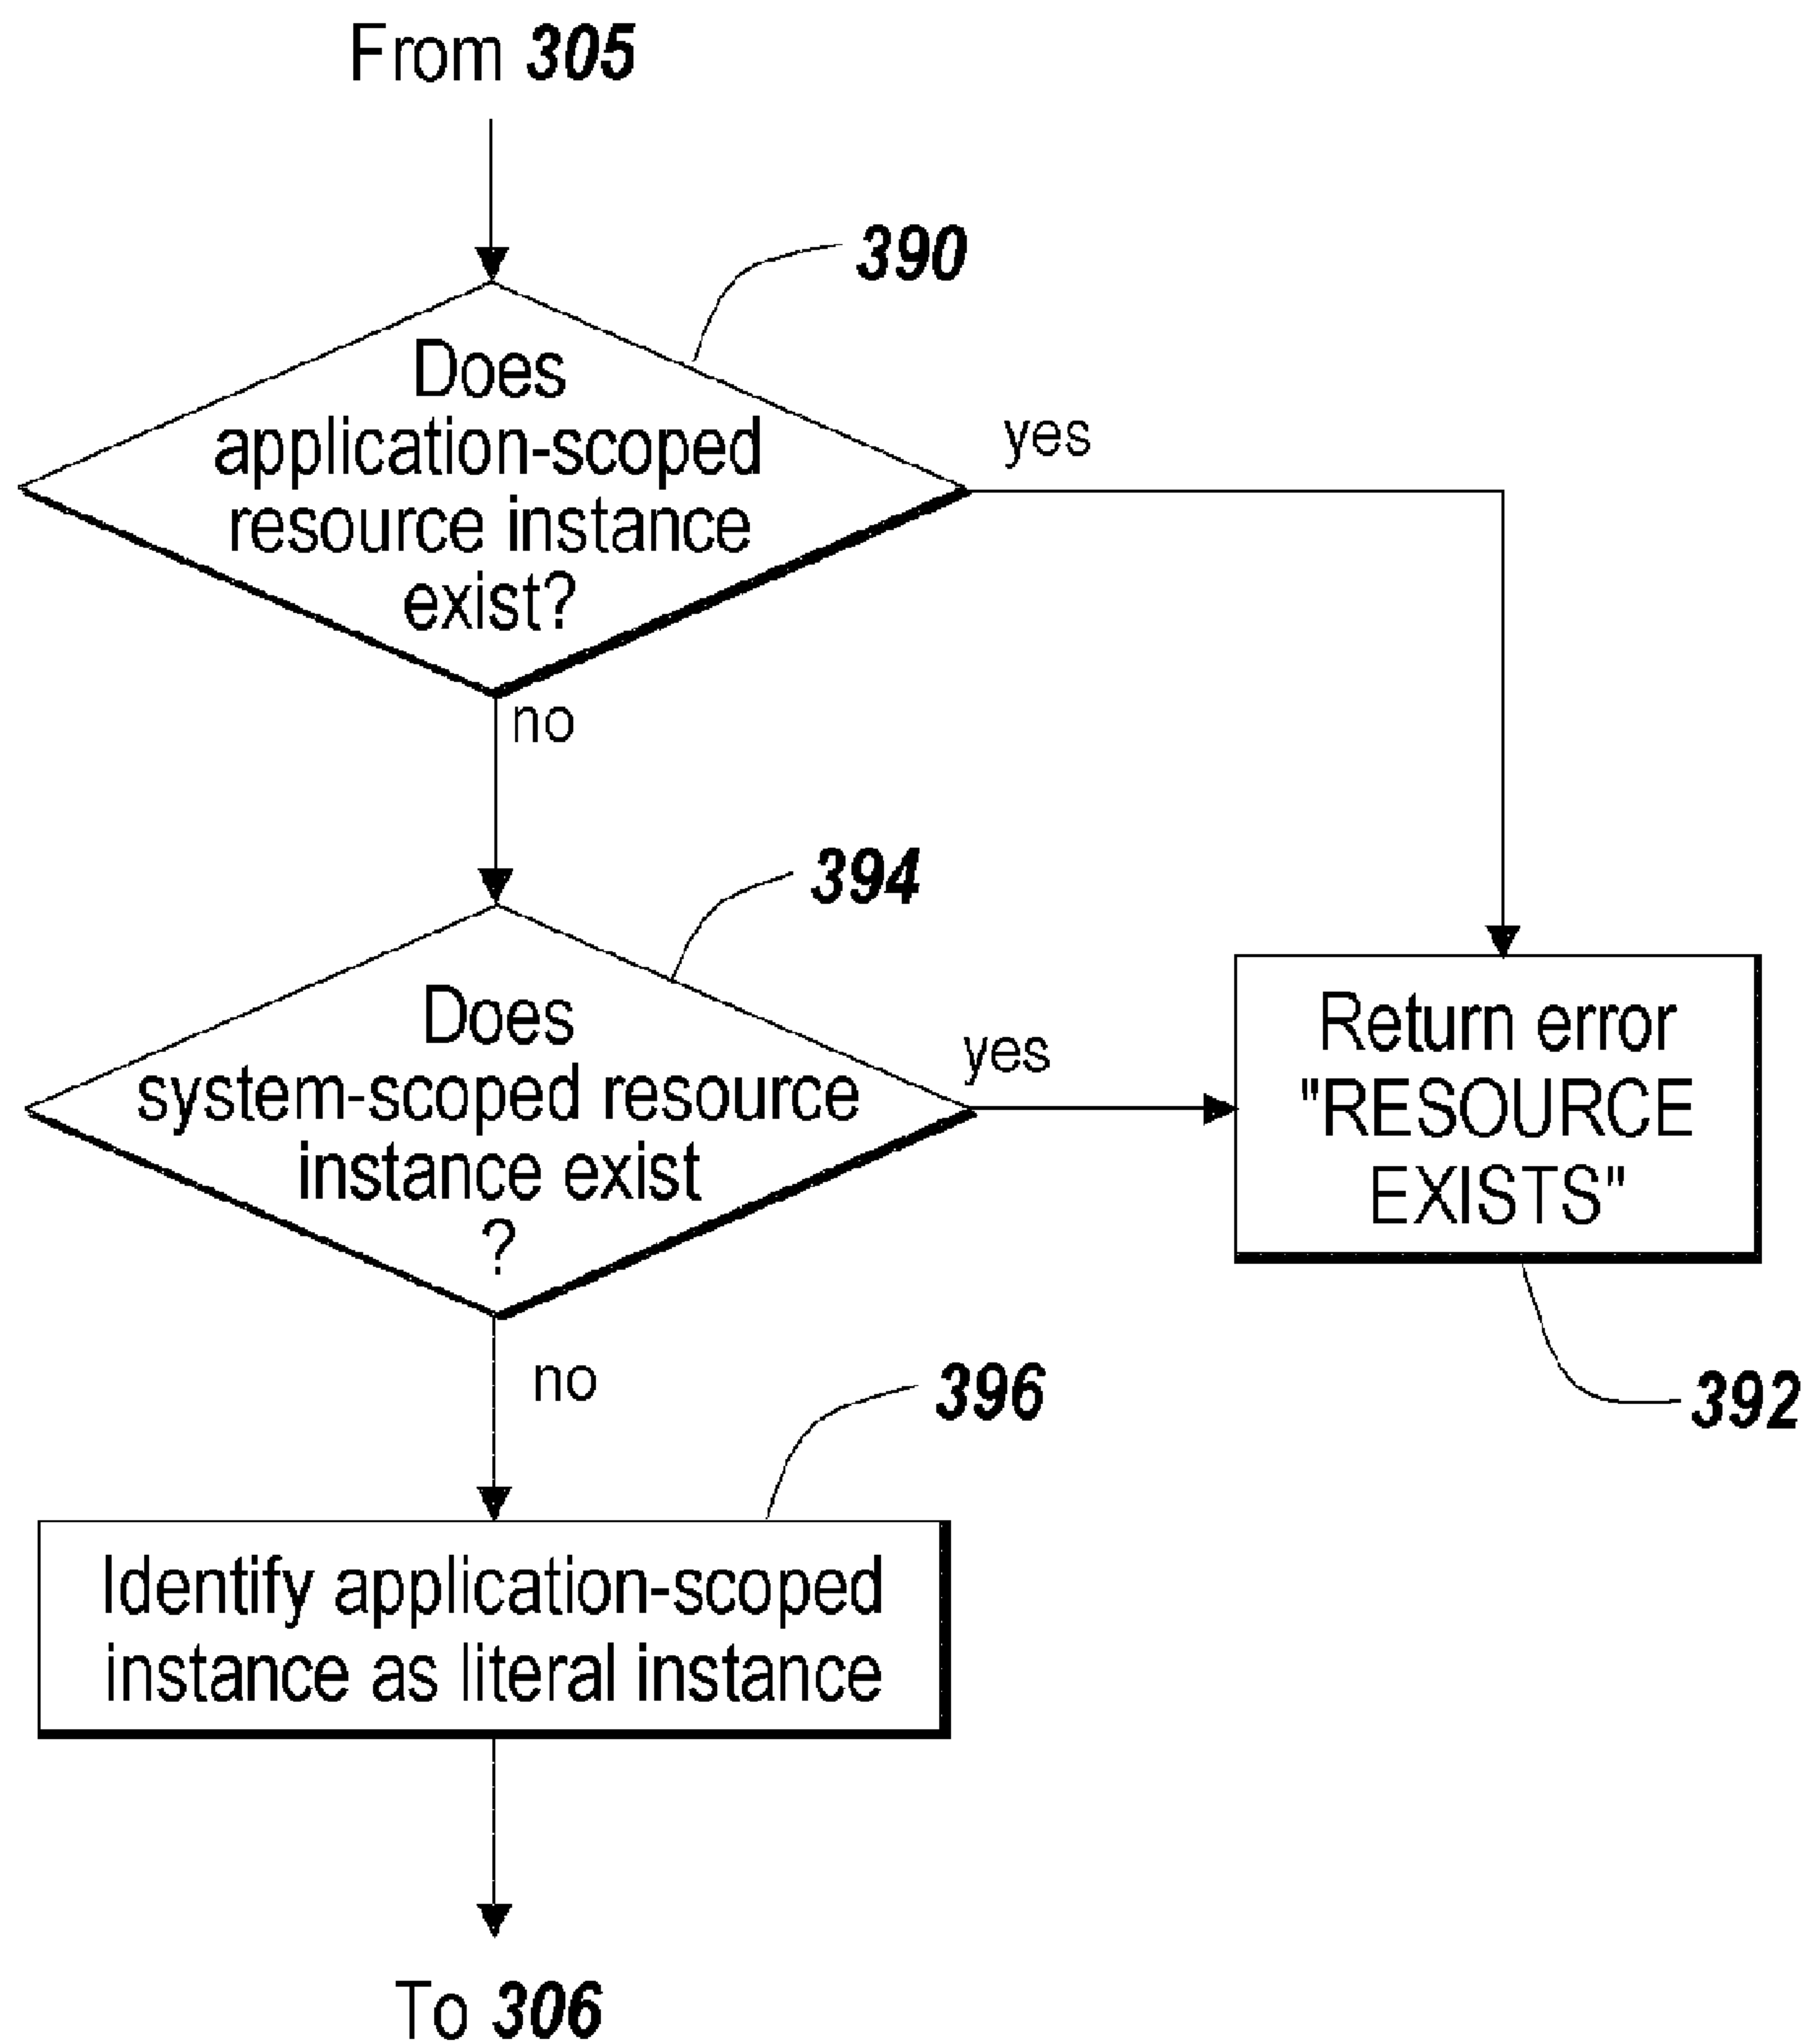 From 305
390
Does
application-scoped
resource instance
exist?
yes
no
394
Does
system-scoped resource
instance exist
?
yes
Return error
"RESOURCE
EXISTS"
392
no
396
Identify application-scoped
instance as literal instance
To 306